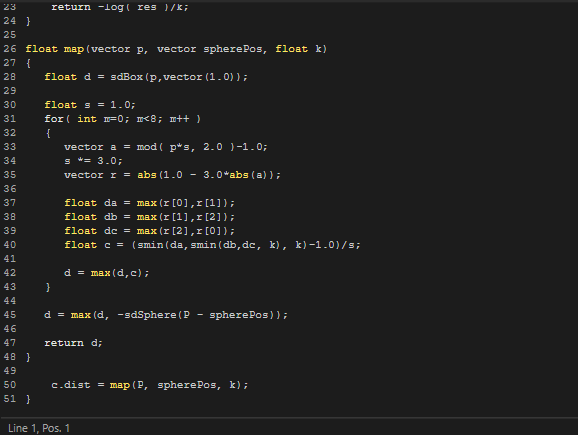 23     return -log( res )/k;
24 }
25
26 float map(vector p, vector spherePos, float k)
27 {
28    float d = sdBox(p,vector(1.0));
29
30    float s = 1.0;
31    for( int m=0; m<8; m++ )
32    {
33       vector a = mod( p*s, 2.0 )-1.0;
34       s *= 3.0;
35       vector r = abs(1.0 - 3.0*abs(a));
36
37       float da = max(r[0],r[1]);
38       float db = max(r[1],r[2]);
39       float dc = max(r[2],r[0]);
40       float c = (smin(da,smin(db,dc, k), k)-1.0)/s;
41
42       d = max(d,c);
43    }
44
45    d = max(d, -sdSphere(P - spherePos));
46
47    return d;
48 }
49
50     c.dist = map(P, spherePos, k);
51 }
Line 1, Pos. 1